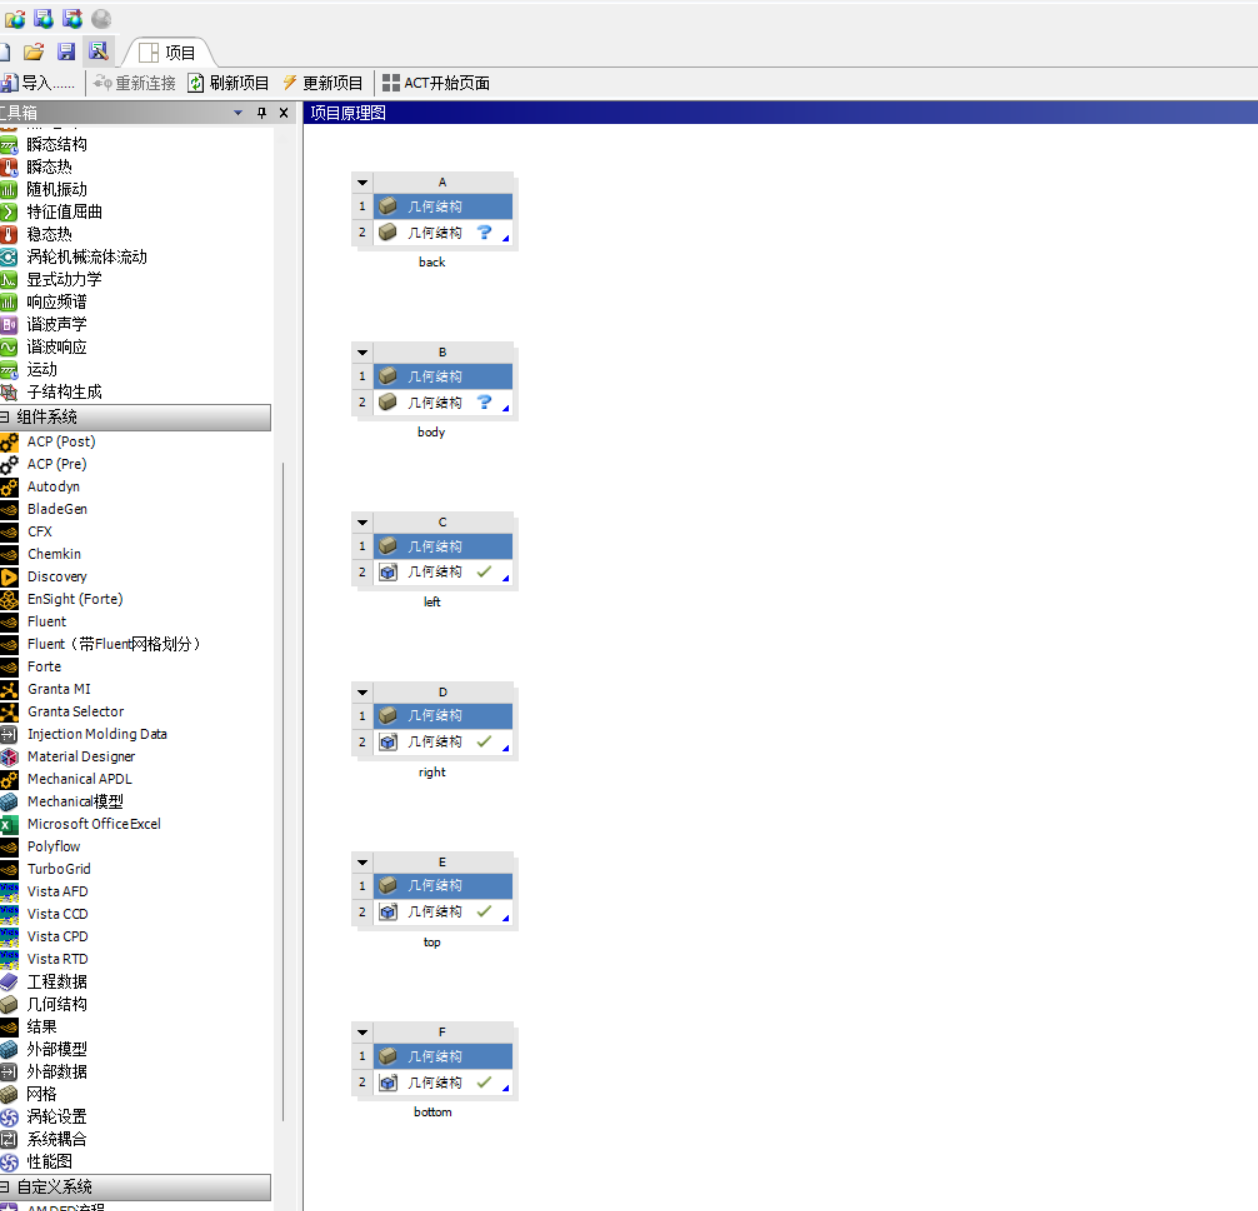 项目
导入......
重新连接
刷新项目
更新项目
ACT开始页面
工具箱
项目原理图
瞬态结构
瞬态热
随机振动
特征值屈曲
稳态热
涡轮机械流体流动
显式动力学
响应频谱
谐波声学
谐波响应
运动
子结构生成
组件系统
ACP (Post)
ACP (Pre)
Autodyn
BladeGen
CFX
Chemkin
Discovery
EnSight (Forte)
Fluent
Fluent（带Fluent网格划分）
Forte
Granta MI
Granta Selector
Injection Molding Data
Material Designer
Mechanical APDL
Mechanical模型
Microsoft Office Excel
Polyflow
TurboGrid
Vista AFD
Vista CCD
Vista CPD
Vista RTD
工程数据
几何结构
结果
外部模型
外部数据
网格
涡轮设置
系统耦合
性能图
自定义系统
A
1 几何结构
2 几何结构 ?
back
B
1 几何结构
2 几何结构 ?
body
C
1 几何结构
2 几何结构
left
D
1 几何结构
2 几何结构
right
E
1 几何结构
2 几何结构
top
F
1 几何结构
2 几何结构
bottom